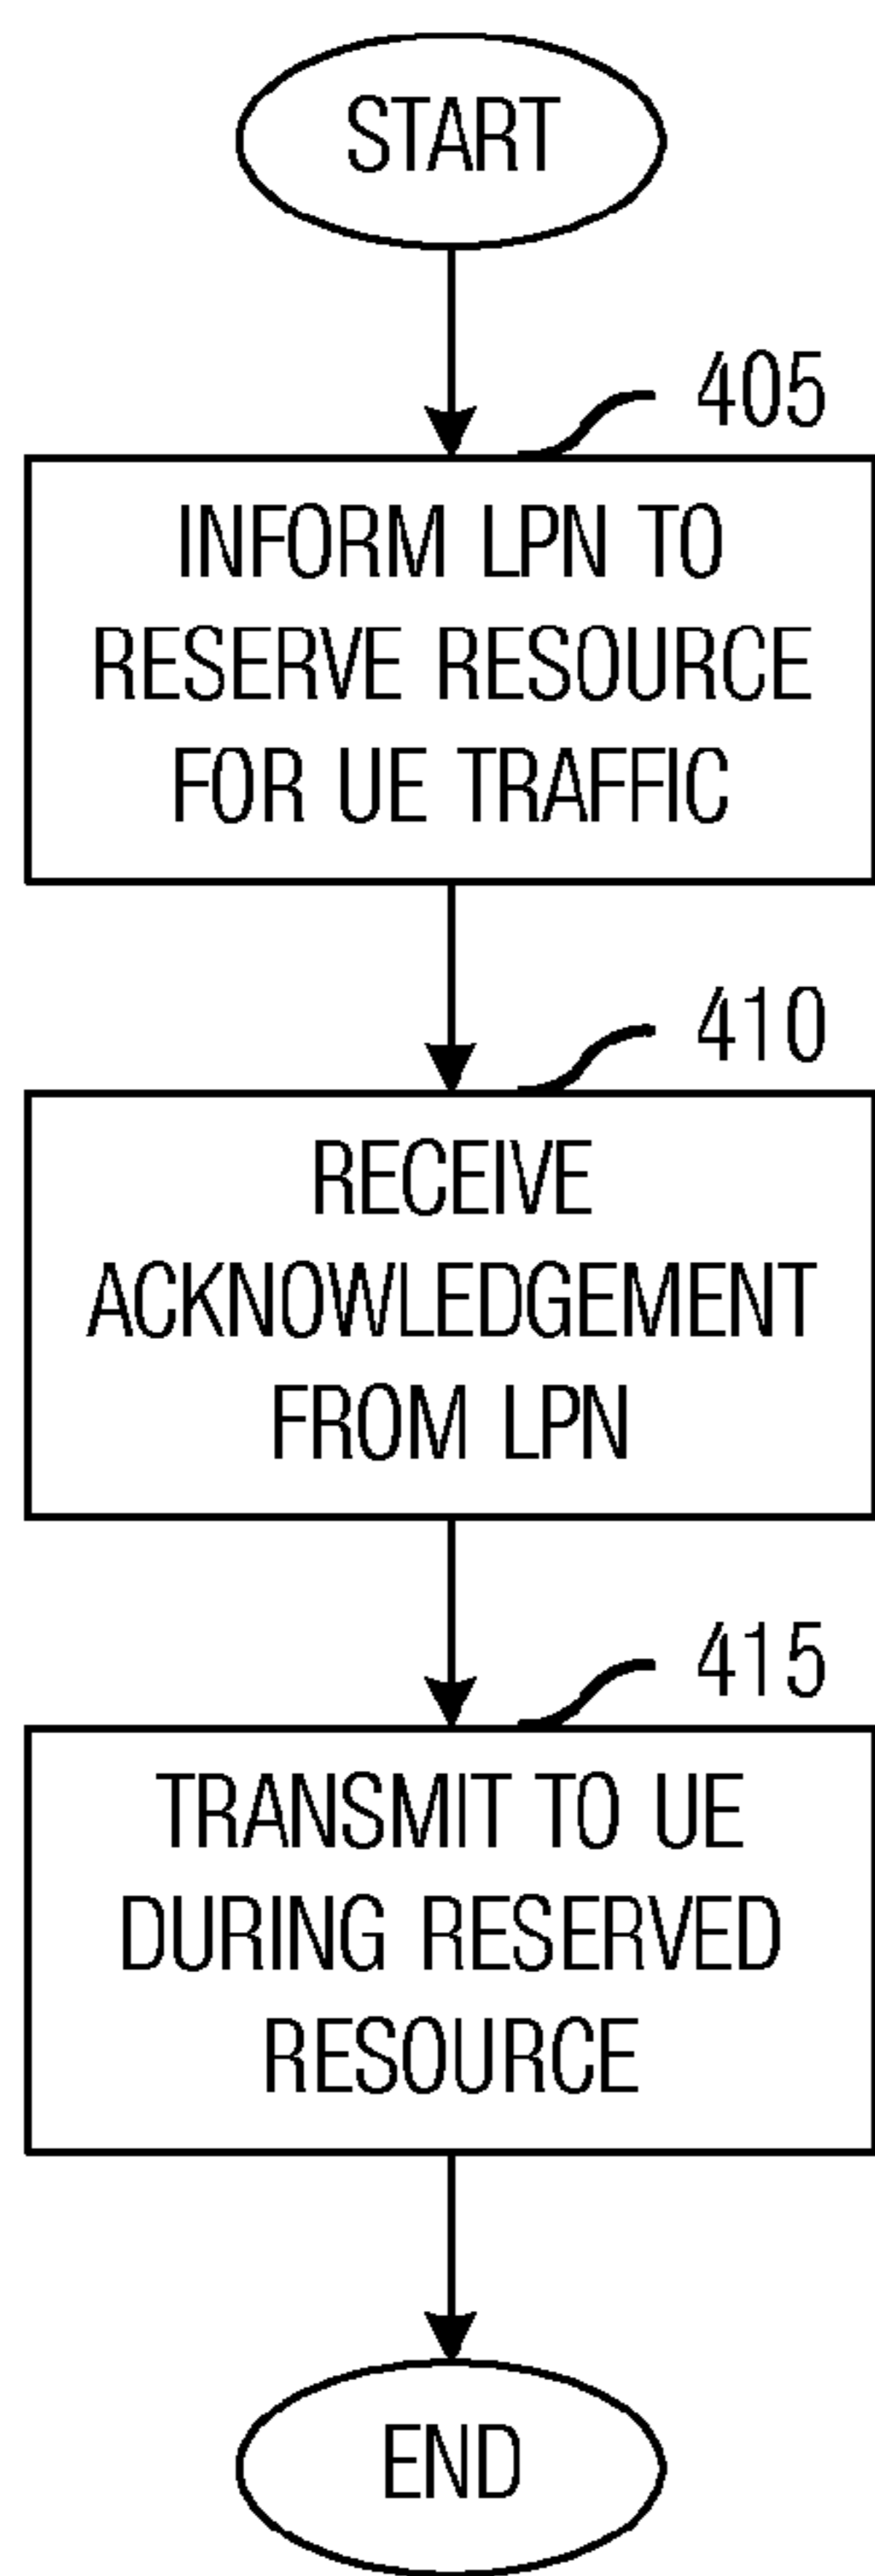 START
405
INFORM LPN TO
RESERVE RESOURCE
FOR UE TRAFFIC
410
RECEIVE
ACKNOWLEDGEMENT
FROM LPN
415
TRANSMIT TO UE
DURING RESERVED
RESOURCE
END